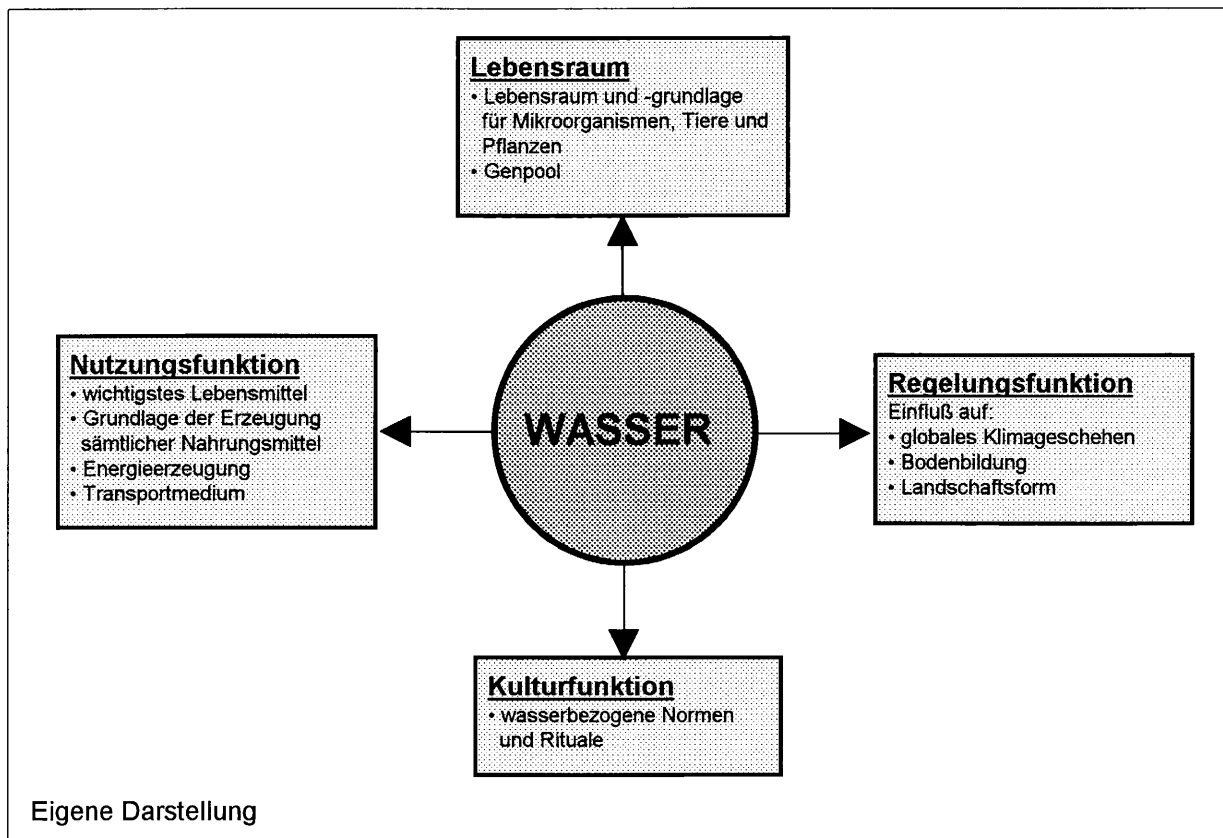 Lebensraum
• Lebensraum und -grundlage
für Mikroorganismen, Tiere und
Pflanzen
• Genpool
Nutzungsfunktion
• wichtigstes Lebensmittel
• Grundlage der Erzeugung
sämtlicher Nahrungsmittel
• Energieerzeugung
• Transportmedium
WASSER
Regelungsfunktion
Einfluß auf:
• globales Klimageschehen
• Bodenbildung
• Landschaftsform
Kulturfunktion
• wasserbezogene Normen
und Rituale
Eigene Darstellung